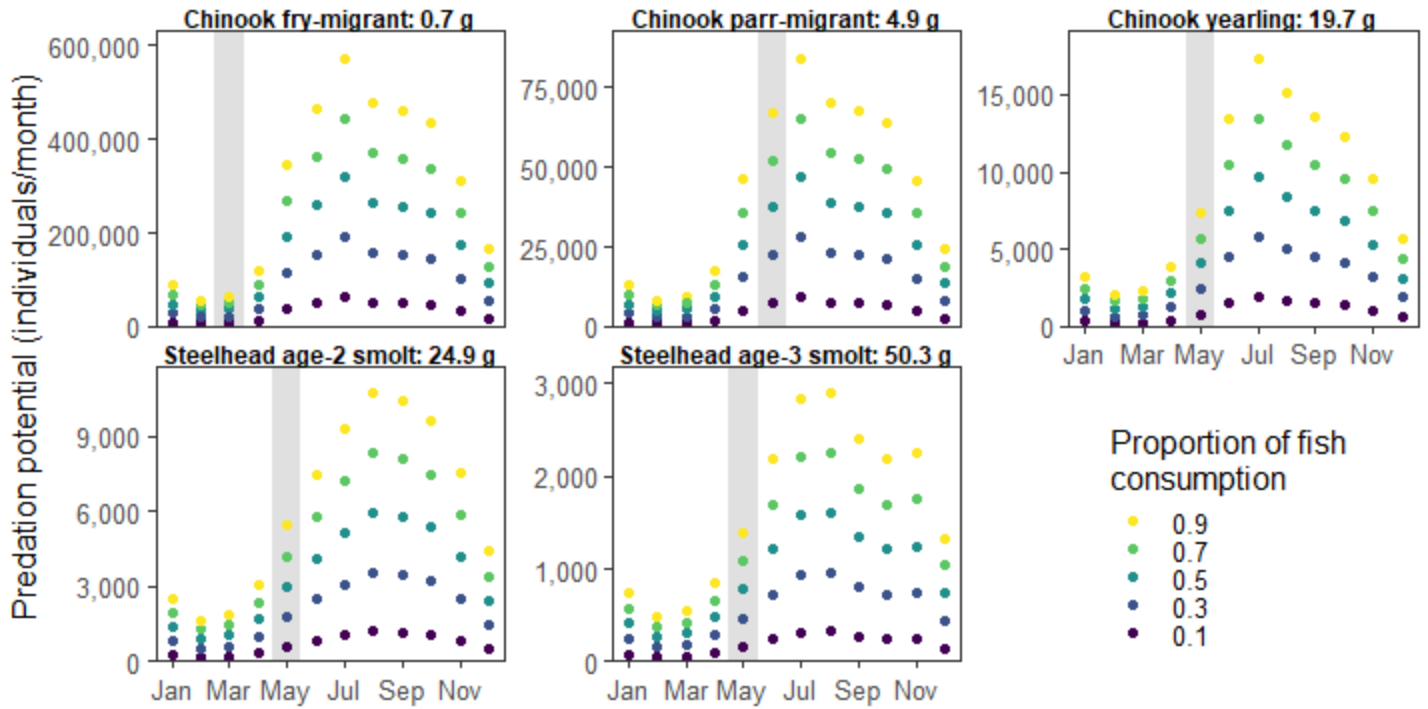 Chinook fry-migrant: 0.7 g
Chinook parr-migrant: 4.9 g
Chinook yearling: 19.7 g
Predation potential (individuals/month)
600,000
400,000
200,000
0
75,000
50,000
25,000
0
15,000
10,000
5,000
0
Jan Mar May Jul Sep Nov
Steelhead age-2 smolt: 24.9 g
Steelhead age-3 smolt: 50.3 g
9,000
6,000
3,000
0
Jan Mar May Jul Sep Nov
3,000
2,000
1,000
0
Jan Mar May Jul Sep Nov
Proportion of fish
consumption
0.9
0.7
0.5
0.3
0.1